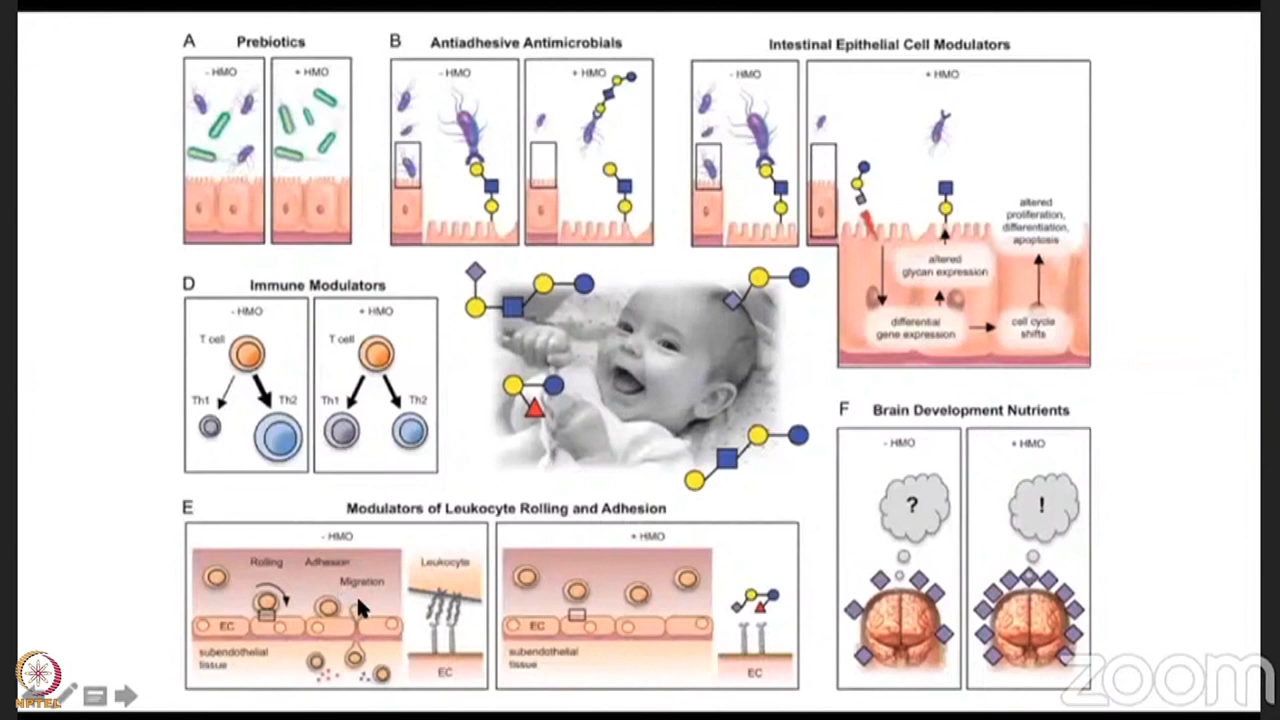 A Prebiotics
- HMO
+ HMO
B Antiadhesive Antimicrobials
- HMO
+ HMO
Intestinal Epithelial Cell Modulators
- HMO
+ HMO
altered
proliferation,
differentiation,
apoptosis
altered
glycan expression
differential
gene expression
cell cycle
shifts
D Immune Modulators
- HMO
T cell
Th1
Th2
+ HMO
T cell
Th1
Th2
E Modulators of Leukocyte Rolling and Adhesion
- HMO
Rolling
Adhesion
Migration
EC
subendothelial
tissue
Leukocyte
EC
+ HMO
EC
subendothelial
tissue
EC
F Brain Development Nutrients
- HMO
?
+ HMO
!
NPTEL
zoom